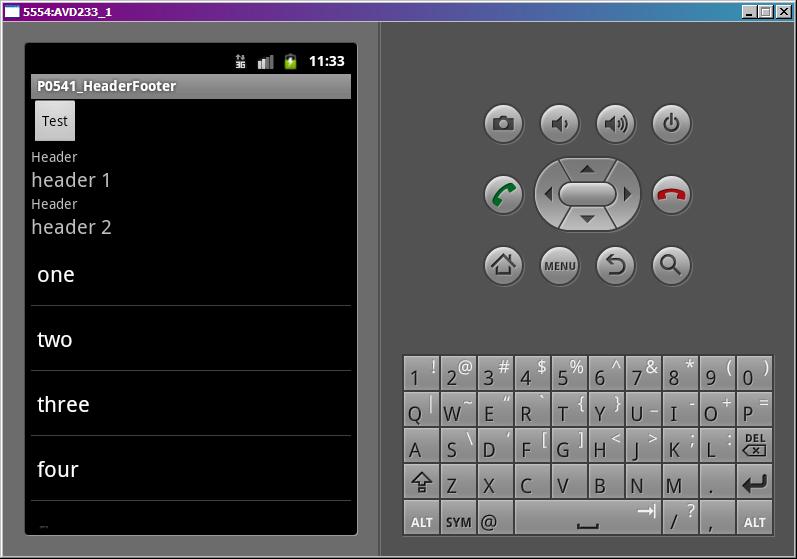 5554:AVD233_1
3G 11:33
P0541_HeaderFooter
Test
Header
header 1
Header
header 2
one
two
three
four
MENU
1 ! 2 @ 3 # 4 $ 5 % 6 ^ 7 & 8 * 9 ( 0 )
Q | W ~ E " R ` T { Y } U _ I - O + P =
A S \ D ' F [ G ] H < J > K ; L : DEL
Z X C V B N M .
ALT SYM @ / ? , ALT